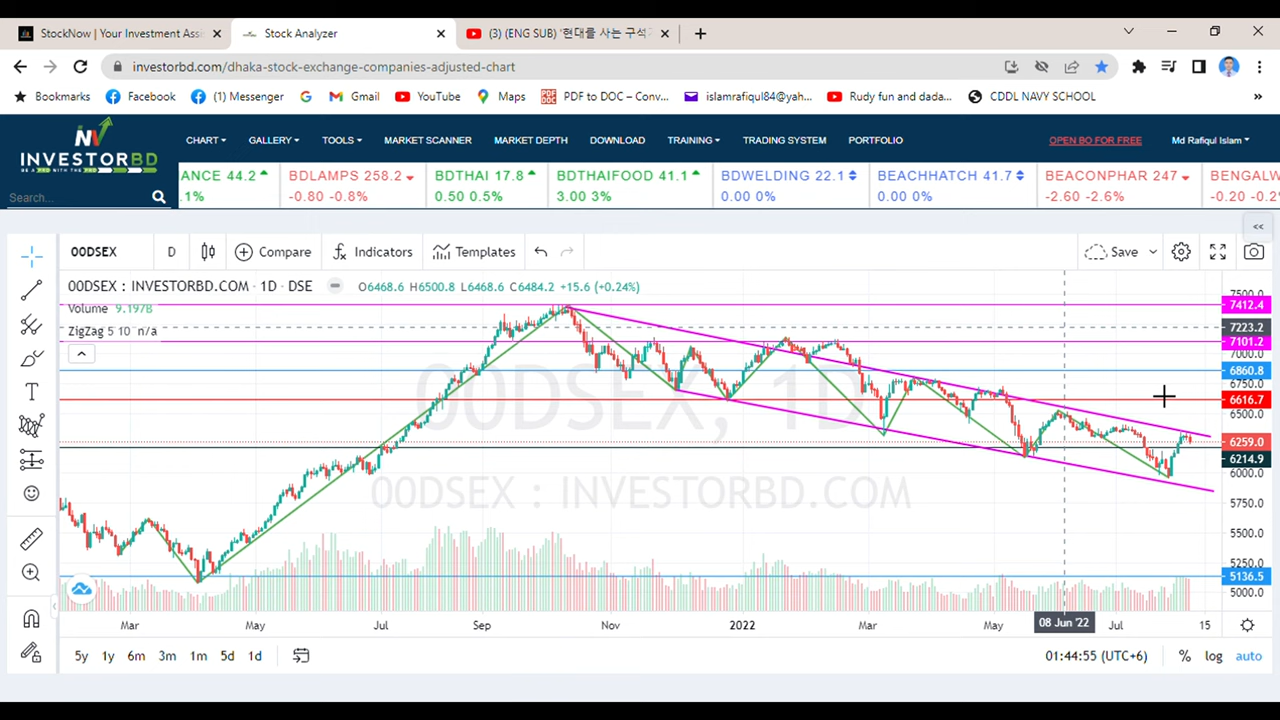 StockNow | Your Investment Assi
Stock Analyzer
(3) (ENG SUB) '현대를 사는 구석기
investorbd.com/dhaka-stock-exchange-companies-adjusted-chart
Bookmarks Facebook (1) Messenger Gmail YouTube Maps PDF to DOC – Conv... islamrafiqul84@yah... Rudy fun and dada... CDDL NAVY SCHOOL »
INVESTORBD
CHART GALLERY TOOLS MARKET SCANNER MARKET DEPTH DOWNLOAD TRAINING TRADING SYSTEM PORTFOLIO OPEN BO FOR FREE Md Rafiqul Islam
Search...
ANCE 44.2 BDLAMPS 258.2 BDTHAI 17.8 BDTHAIFOOD 41.1 BDWELDING 22.1 BEACHHATCH 41.7 BEACONPHAR 247 BENGALW
.1% -0.80 -0.8% 0.50 0.5% 3.00 3% 0.00 0% 0.00 0% -2.60 -2.6% -0.20 -0.2%
«
00DSEX D Compare Indicators Templates Save
00DSEX : INVESTORBD.COM · 1D · DSE O6468.6 H6500.8 L6468.6 C6484.2 +15.6 (+0.24%)
Volume 9.197B
ZigZag 5 10 n/a
00DSEX, 1D
00DSEX : INVESTORBD.COM
7500.0
7412.4
7223.2
7101.2
7000.0
6860.8
6750.0
6616.7
6500.0
6259.0
6214.9
6000.0
5750.0
5500.0
5250.0
5136.5
5000.0
Mar May Jul Sep Nov 2022 Mar May 08 Jun '22 Jul 15
5y 1y 6m 3m 1m 5d 1d 01:44:55 (UTC+6) % log auto